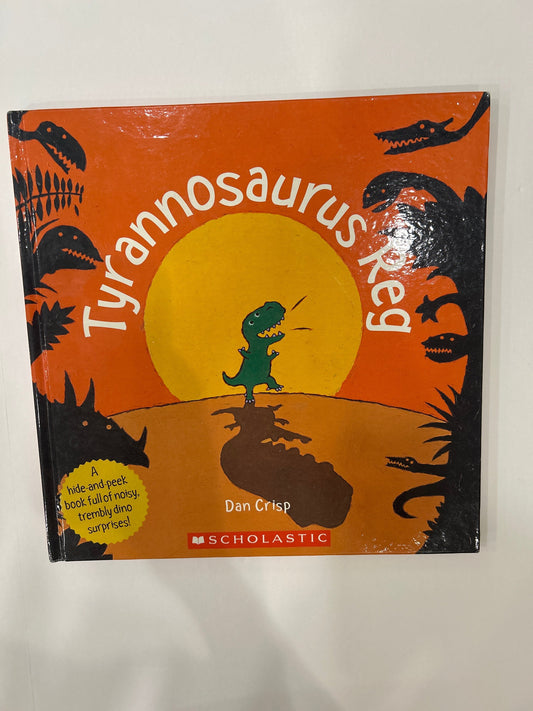 Tyrannosaurus Reg
A
hide-and-peek
book full of noisy,
trembly dino
surprises!
Dan Crisp
SCHOLASTIC